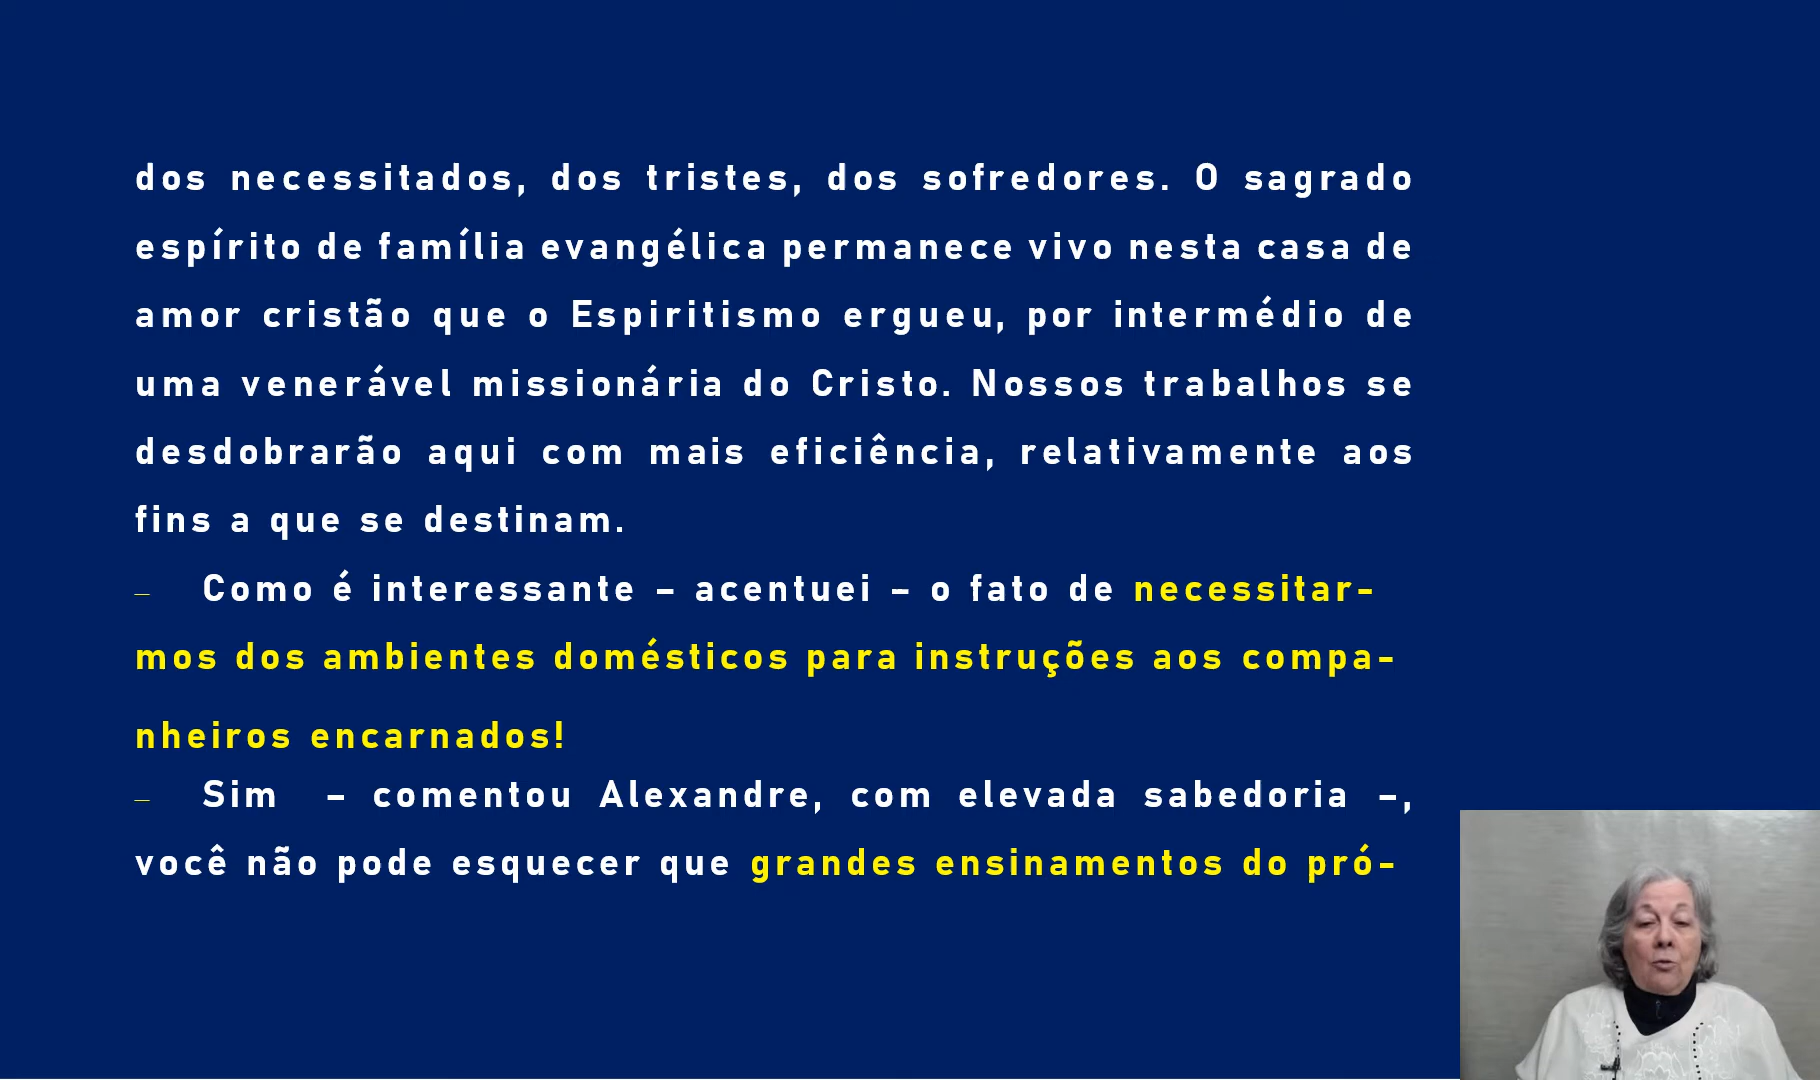 dos necessitados, dos tristes, dos sofredores. O sagrado
espírito de família evangélica permanece vivo nesta casa de
amor cristão que o Espiritismo ergueu, por intermédio de
uma venerável missionária do Cristo. Nossos trabalhos se
desdobrarão aqui com mais eficiência, relativamente aos
fins a que se destinam.
– Como é interessante – acentuei – o fato de necessitar-
mos dos ambientes domésticos para instruções aos compa-
nheiros encarnados!
– Sim – comentou Alexandre, com elevada sabedoria –,
você não pode esquecer que grandes ensinamentos do pró-